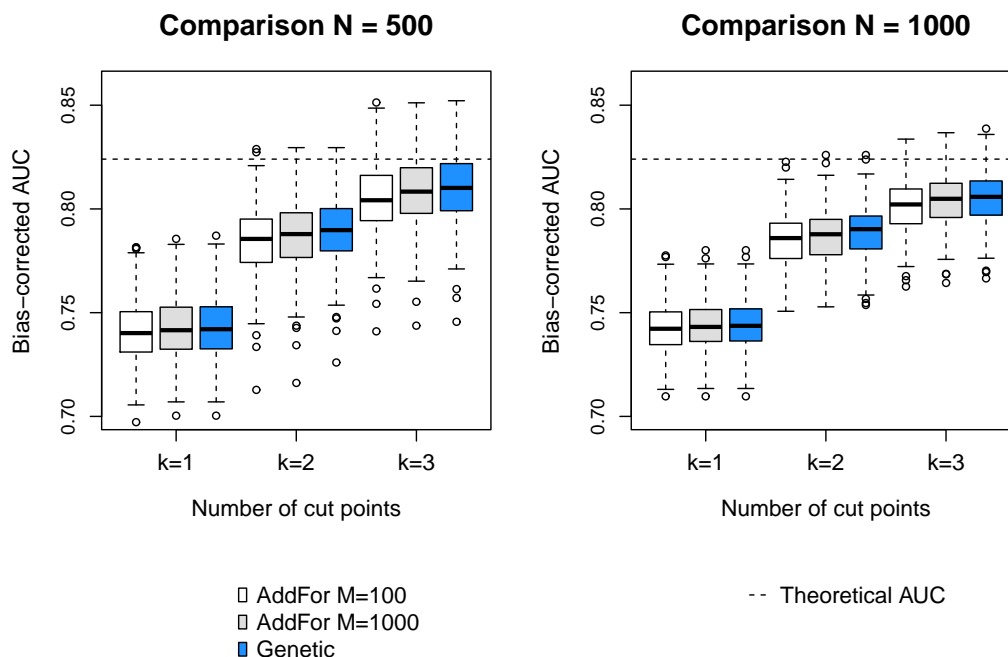 Comparison N = 500
Bias−corrected AUC
0.85
0.80
0.75
0.70
k=1 k=2 k=3
Number of cut points
Comparison N = 1000
Bias−corrected AUC
0.85
0.80
0.75
0.70
k=1 k=2 k=3
Number of cut points
AddFor M=100
AddFor M=1000
Genetic
Theoretical AUC